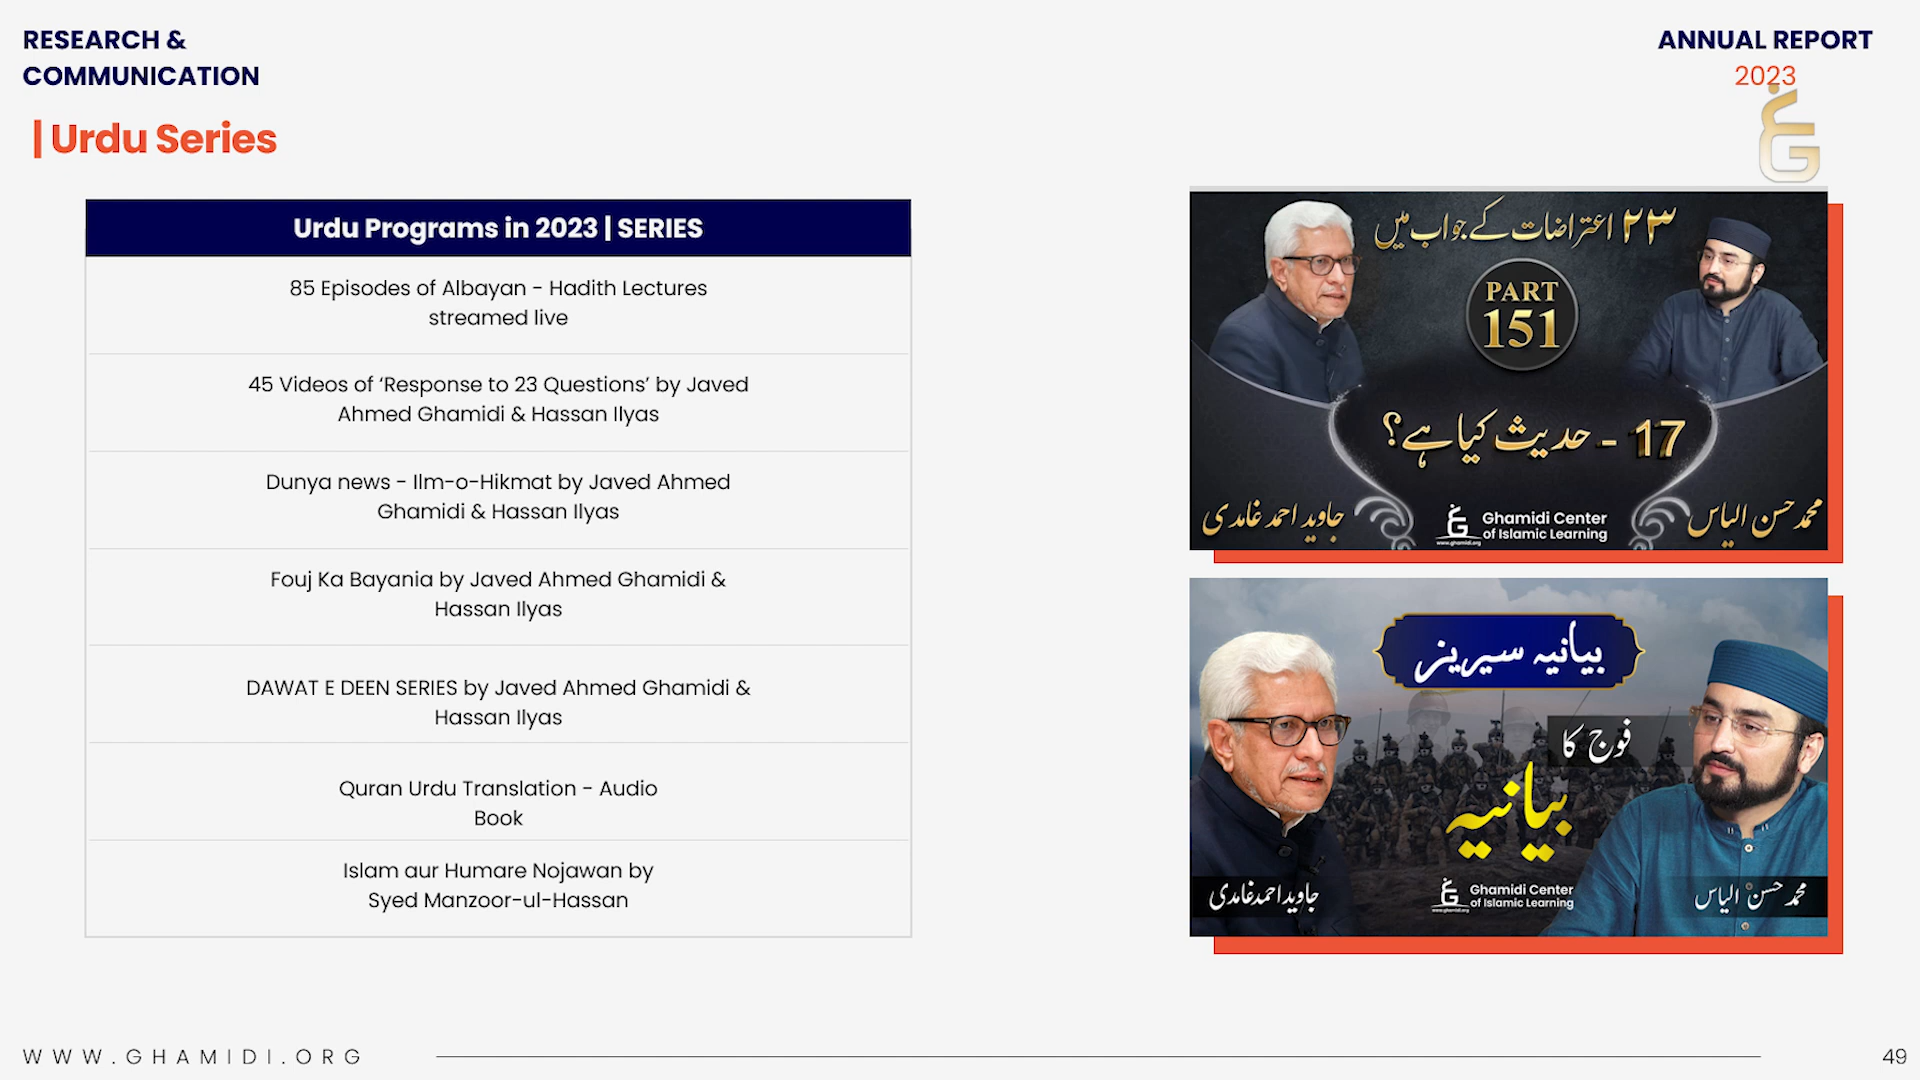 RESEARCH &
COMMUNICATION
ANNUAL REPORT
2023
| Urdu Series
Urdu Programs in 2023 | SERIES
85 Episodes of Albayan - Hadith Lectures
streamed live
45 Videos of ‘Response to 23 Questions’ by Javed
Ahmed Ghamidi & Hassan Ilyas
Dunya news - Ilm-o-Hikmat by Javed Ahmed
Ghamidi & Hassan Ilyas
Fouj Ka Bayania by Javed Ahmed Ghamidi &
Hassan Ilyas
DAWAT E DEEN SERIES by Javed Ahmed Ghamidi &
Hassan Ilyas
Quran Urdu Translation - Audio
Book
Islam aur Humare Nojawan by
Syed Manzoor-ul-Hassan
۲۳ اعتراضات کے جواب میں
PART
151
17 - حدیث کیا ہے؟
جاوید احمد غامدی
Ghamidi Center
of Islamic Learning
www.ghamidi.org
محمد حسن الیاس
بیانیہ سیریز
فوج کا
بیانیہ
جاوید احمد غامدی
Ghamidi Center
of Islamic Learning
www.ghamidi.org
محمد حسن الیاس
WWW.GHAMIDI.ORG
49